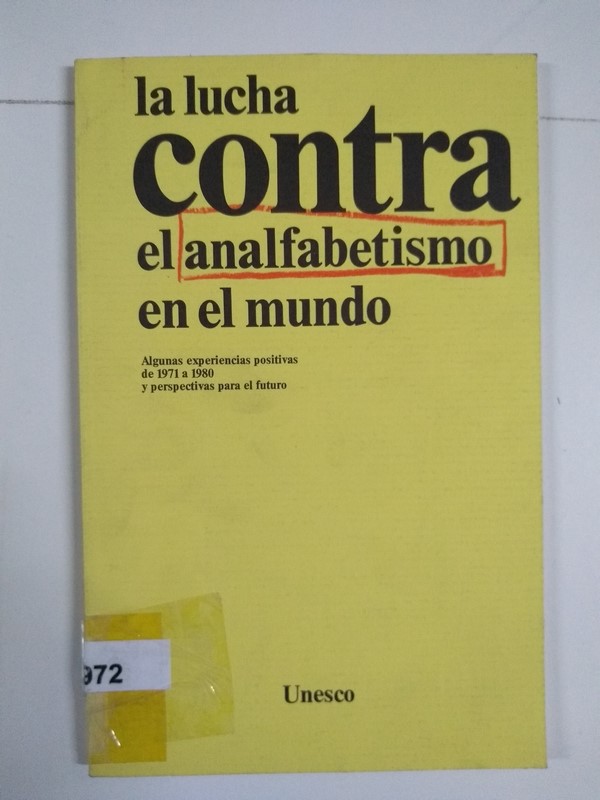 la lucha
contra
el analfabetismo
en el mundo
Algunas experiencias positivas
de 1971 a 1980
y perspectivas para el futuro
972
Unesco